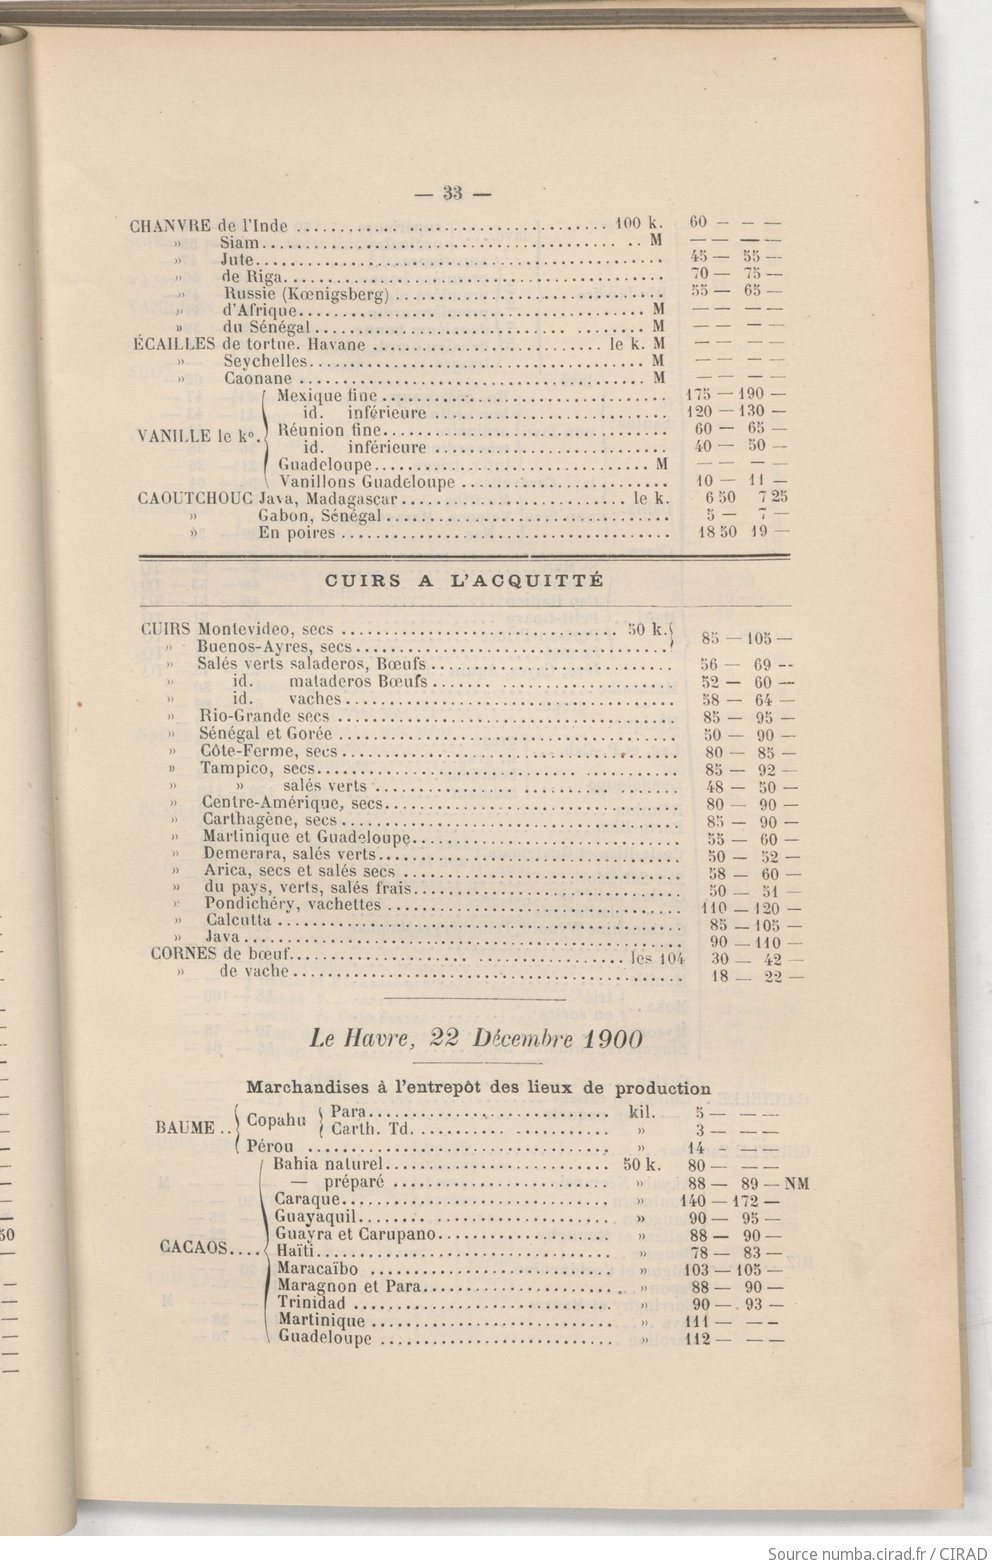 — 33 —
CHANVRE de l'Inde ........ 100 k. 60 — — —
» Siam ........ M — — — —
» Jute ........ 45 — 55 —
» de Riga ........ 70 — 75 —
» Russie (Kœnigsberg) ........ 55 — 65 —
» d'Afrique ........ M — — — —
» du Sénégal ........ M — — — —
ÉCAILLES de tortue. Havane ........ le k. M — — — —
» Seychelles ........ M — — — —
» Caonane ........ M — — — —
VANILLE le kº. { Mexique fine ........ 175 — 190 —
id. inférieure ........ 120 — 130 —
Réunion fine ........ 60 — 65 —
id. inférieure ........ 40 — 50 —
Guadeloupe ........ M — — — —
Vanillons Guadeloupe ........ 10 — 11 —
CAOUTCHOUC Java, Madagascar ........ le k. 6 50 7 25
» Gabon, Sénégal ........ 5 — 7 —
» En poires ........ 18 50 19 —
CUIRS A L'ACQUITTÉ
CUIRS Montevideo, secs ........ 50 k. } 85 — 105 —
» Buenos-Ayres, secs ........
» Salés verts saladeros, Bœufs ........ 56 — 69 —
» id. mataderos Bœufs ........ 52 — 60 —
» id. vaches ........ 58 — 64 —
» Rio-Grande secs ........ 85 — 95 —
» Sénégal et Gorée ........ 50 — 90 —
» Côte-Ferme, secs ........ 80 — 85 —
» Tampico, secs ........ 85 — 92 —
» » salés verts ........ 48 — 50 —
» Centre-Amérique, secs ........ 80 — 90 —
» Carthagène, secs ........ 85 — 90 —
» Martinique et Guadeloupe ........ 55 — 60 —
» Demerara, salés verts ........ 50 — 52 —
» Arica, secs et salés secs ........ 58 — 60 —
» du pays, verts, salés frais ........ 50 — 51 —
» Pondichéry, vachettes ........ 110 — 120 —
» Calcutta ........ 85 — 105 —
» Java ........ 90 — 110 —
CORNES de bœuf ........ les 104 30 — 42 —
» de vache ........ 18 — 22 —
Le Havre, 22 Décembre 1900
Marchandises à l'entrepôt des lieux de production
BAUME .. { Copahu { Para ........ kil. 5 — — —
Carth. Td. ........ » 3 — — —
Pérou ........ » 14 — — —
CACAOS .... { Bahia naturel ........ 50 k. 80 — — —
— préparé ........ » 88 — 89 — NM
Caraque ........ » 140 — 172 —
Guayaquil ........ » 90 — 95 —
Guayra et Carupano ........ » 88 — 90 —
Haïti ........ » 78 — 83 —
Maracaïbo ........ » 103 — 105 —
Maragnon et Para ........ » 88 — 90 —
Trinidad ........ » 90 — 93 —
Martinique ........ » 111 — — —
Guadeloupe ........ » 112 — — —
50
Source numba.cirad.fr / CIRAD